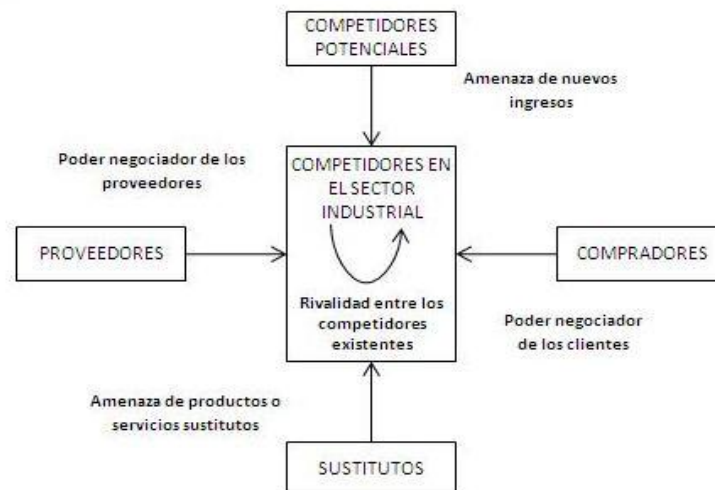 COMPETIDORES
POTENCIALES
Amenaza de nuevos
ingresos
Poder negociador de los
proveedores
COMPETIDORES EN
EL SECTOR
INDUSTRIAL
PROVEEDORES
COMPRADORES
Rivalidad entre los
competidores
existentes
Poder negociador
de los clientes
Amenaza de productos o
servicios sustitutos
SUSTITUTOS